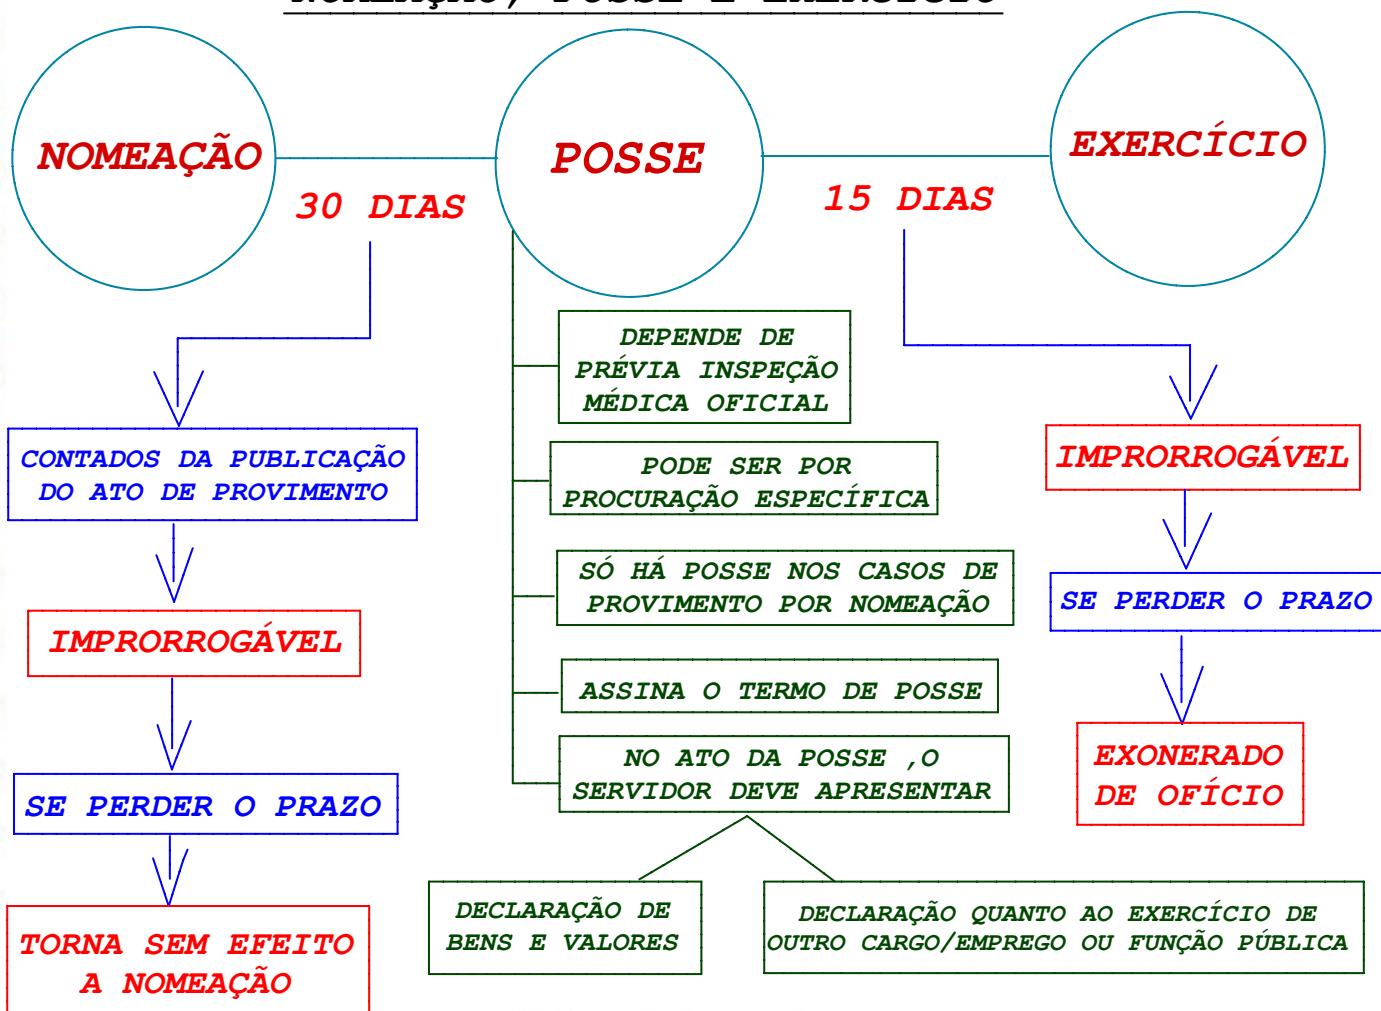 NOMEAÇÃO, POSSE E EXERCÍCIO
NOMEAÇÃO
POSSE
EXERCÍCIO
30 DIAS
15 DIAS
CONTADOS DA PUBLICAÇÃO
DO ATO DE PROVIMENTO
IMPRORROGÁVEL
SE PERDER O PRAZO
TORNA SEM EFEITO
A NOMEAÇÃO
DEPENDE DE
PRÉVIA INSPEÇÃO
MÉDICA OFICIAL
PODE SER POR
PROCURAÇÃO ESPECÍFICA
SÓ HÁ POSSE NOS CASOS DE
PROVIMENTO POR NOMEAÇÃO
ASSINA O TERMO DE POSSE
NO ATO DA POSSE ,O
SERVIDOR DEVE APRESENTAR
DECLARAÇÃO DE
BENS E VALORES
DECLARAÇÃO QUANTO AO EXERCÍCIO DE
OUTRO CARGO/EMPREGO OU FUNÇÃO PÚBLICA
IMPRORROGÁVEL
SE PERDER O PRAZO
EXONERADO
DE OFÍCIO